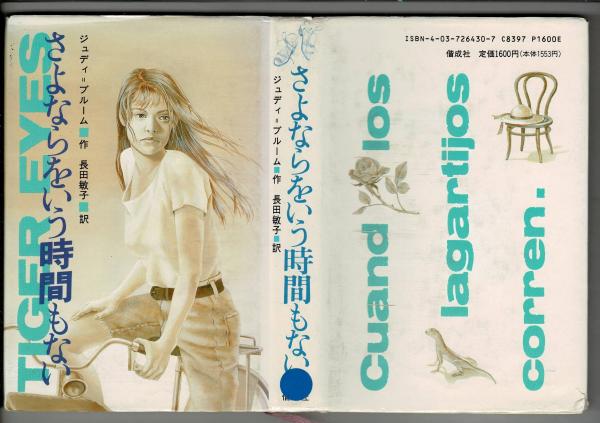 ジュディ=ブルーム■作 長田敏子■訳
さよならをいう時間もない
TIGER EYES
さよならをいう時間もない
ジュディ=ブルーム■作 長田敏子■訳
ISBN-4-03-726430-7 C8397 P1600E
偕成社 定価1600円(本体1553円)
Cuand los
lagartijos
corren.